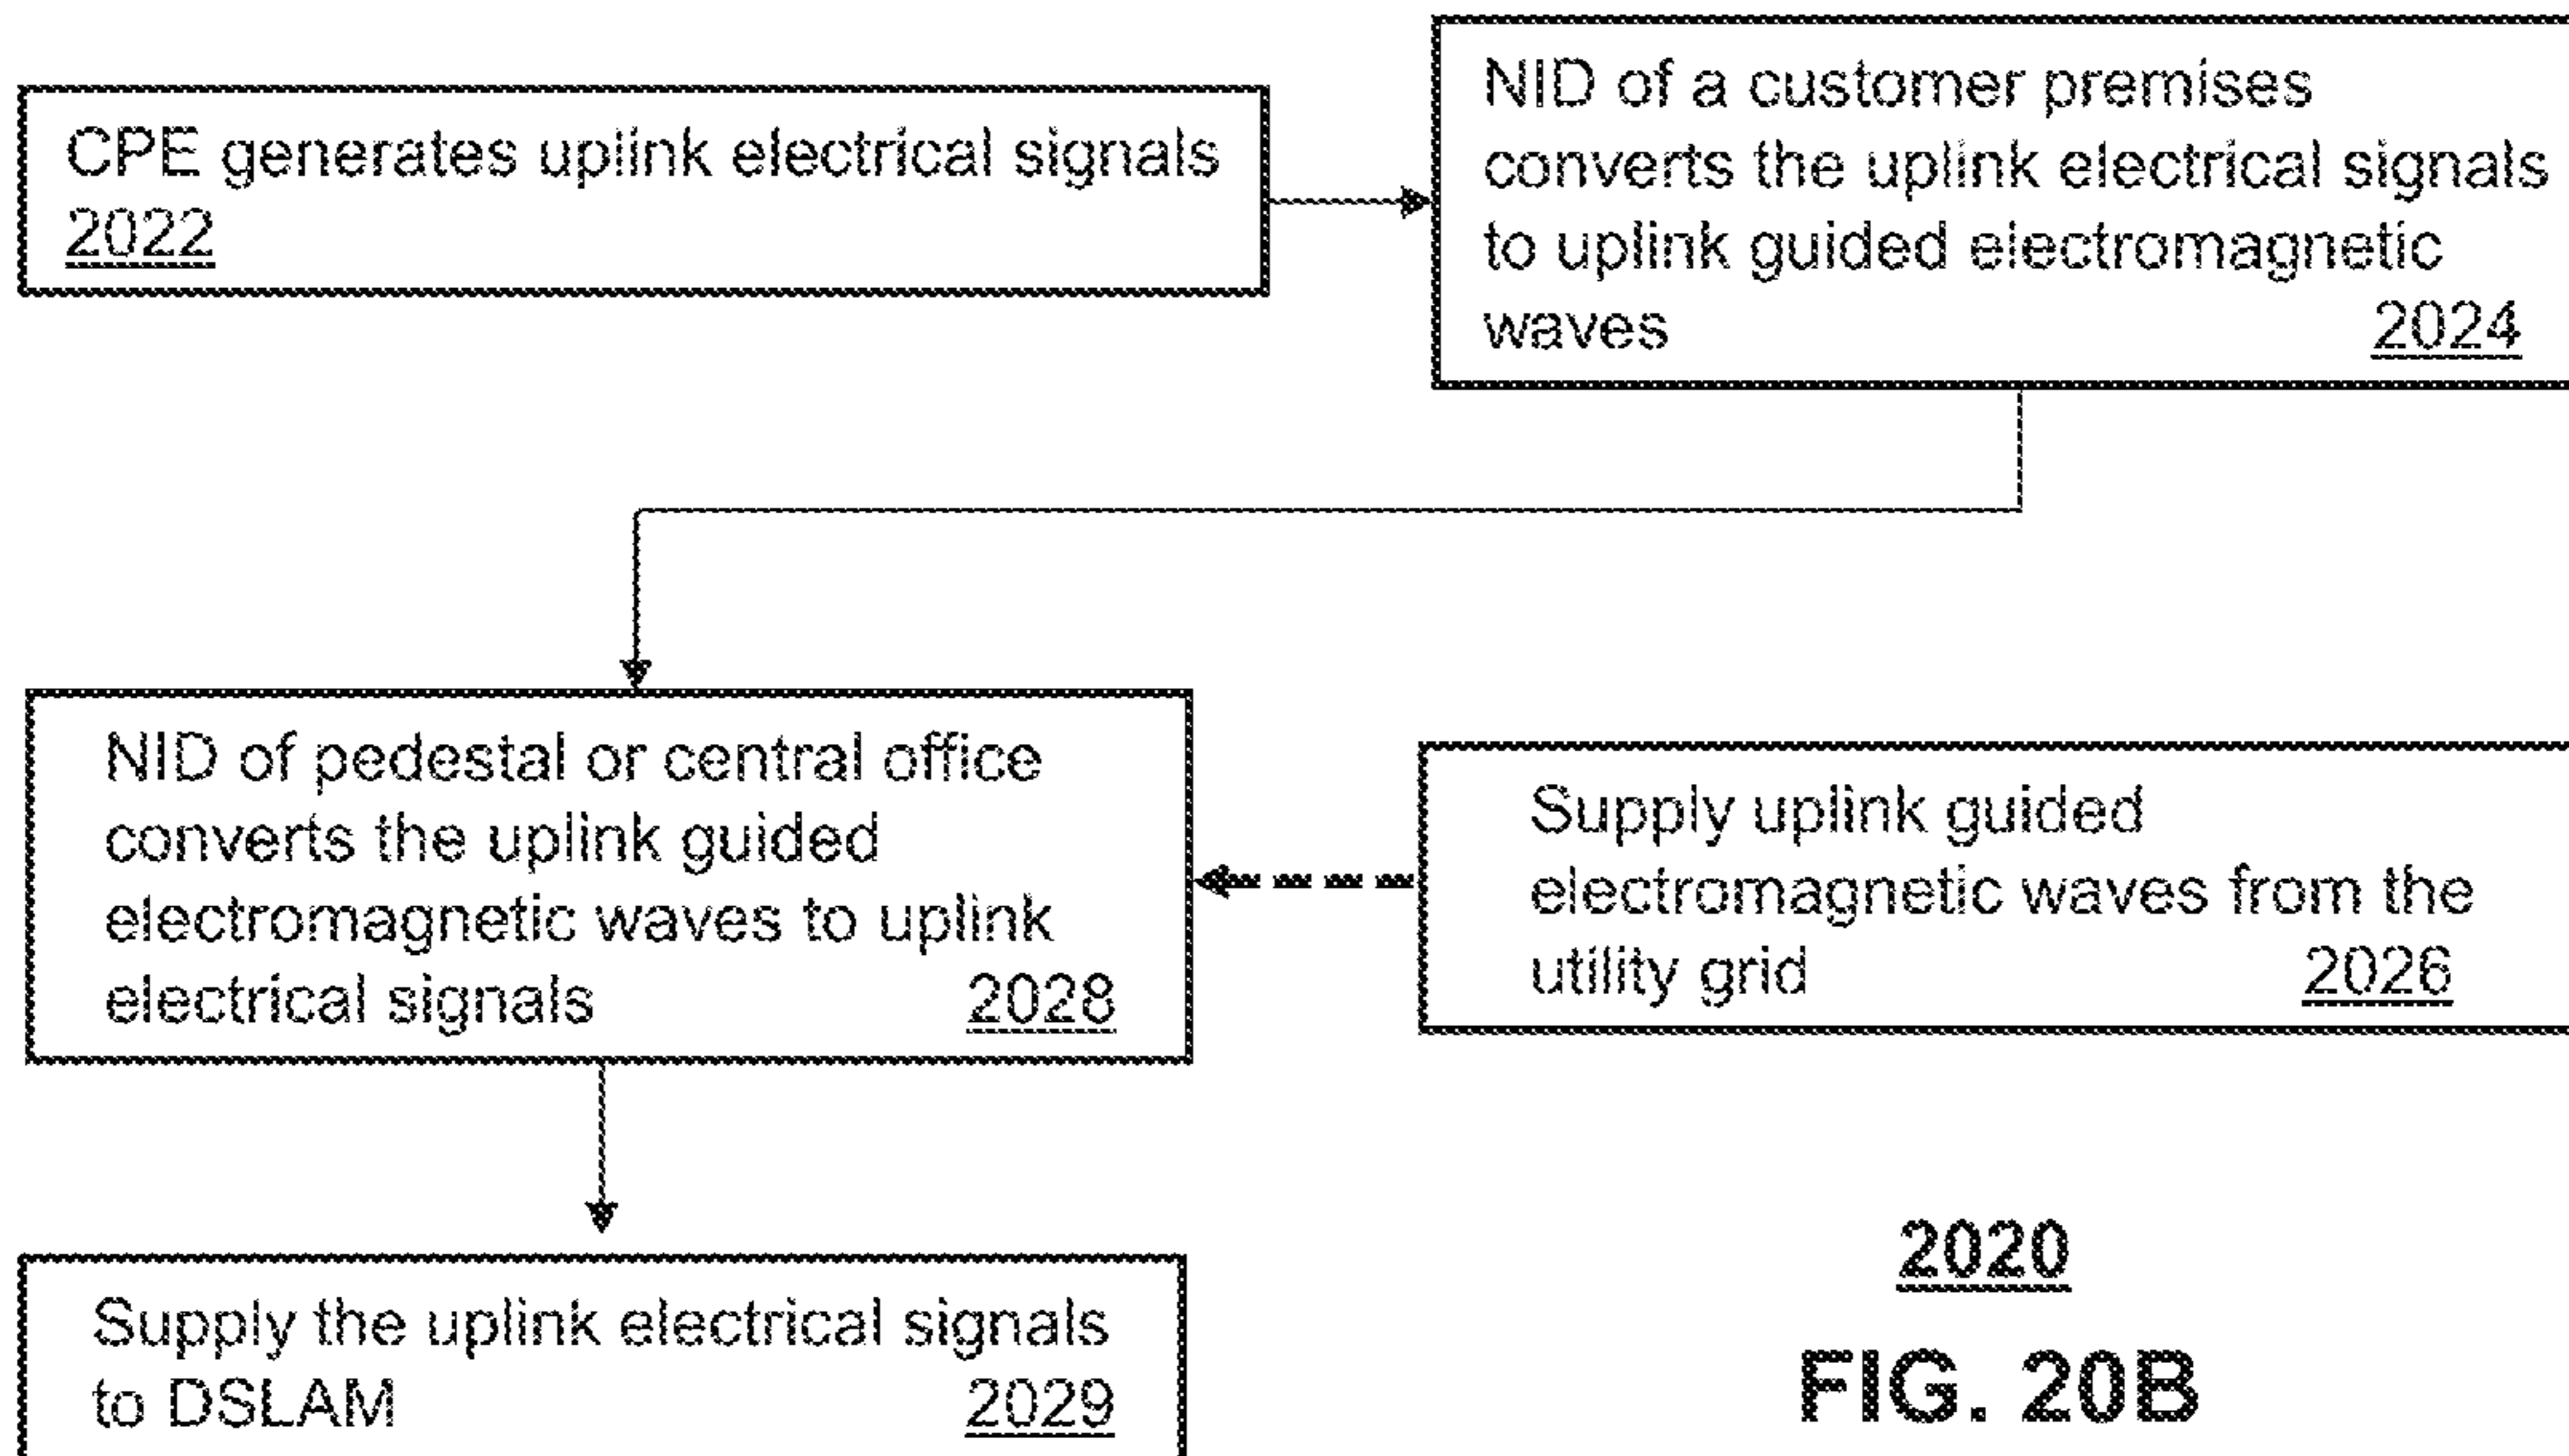 CPE generates uplink electrical signals
2022
NID of a customer premises
converts the uplink electrical signals
to uplink guided electromagnetic
waves 2024
NID of pedestal or central office
converts the uplink guided
electromagnetic waves to uplink
electrical signals 2028
Supply uplink guided
electromagnetic waves from the
utility grid 2026
Supply the uplink electrical signals
to DSLAM 2029
2020
FIG. 20B